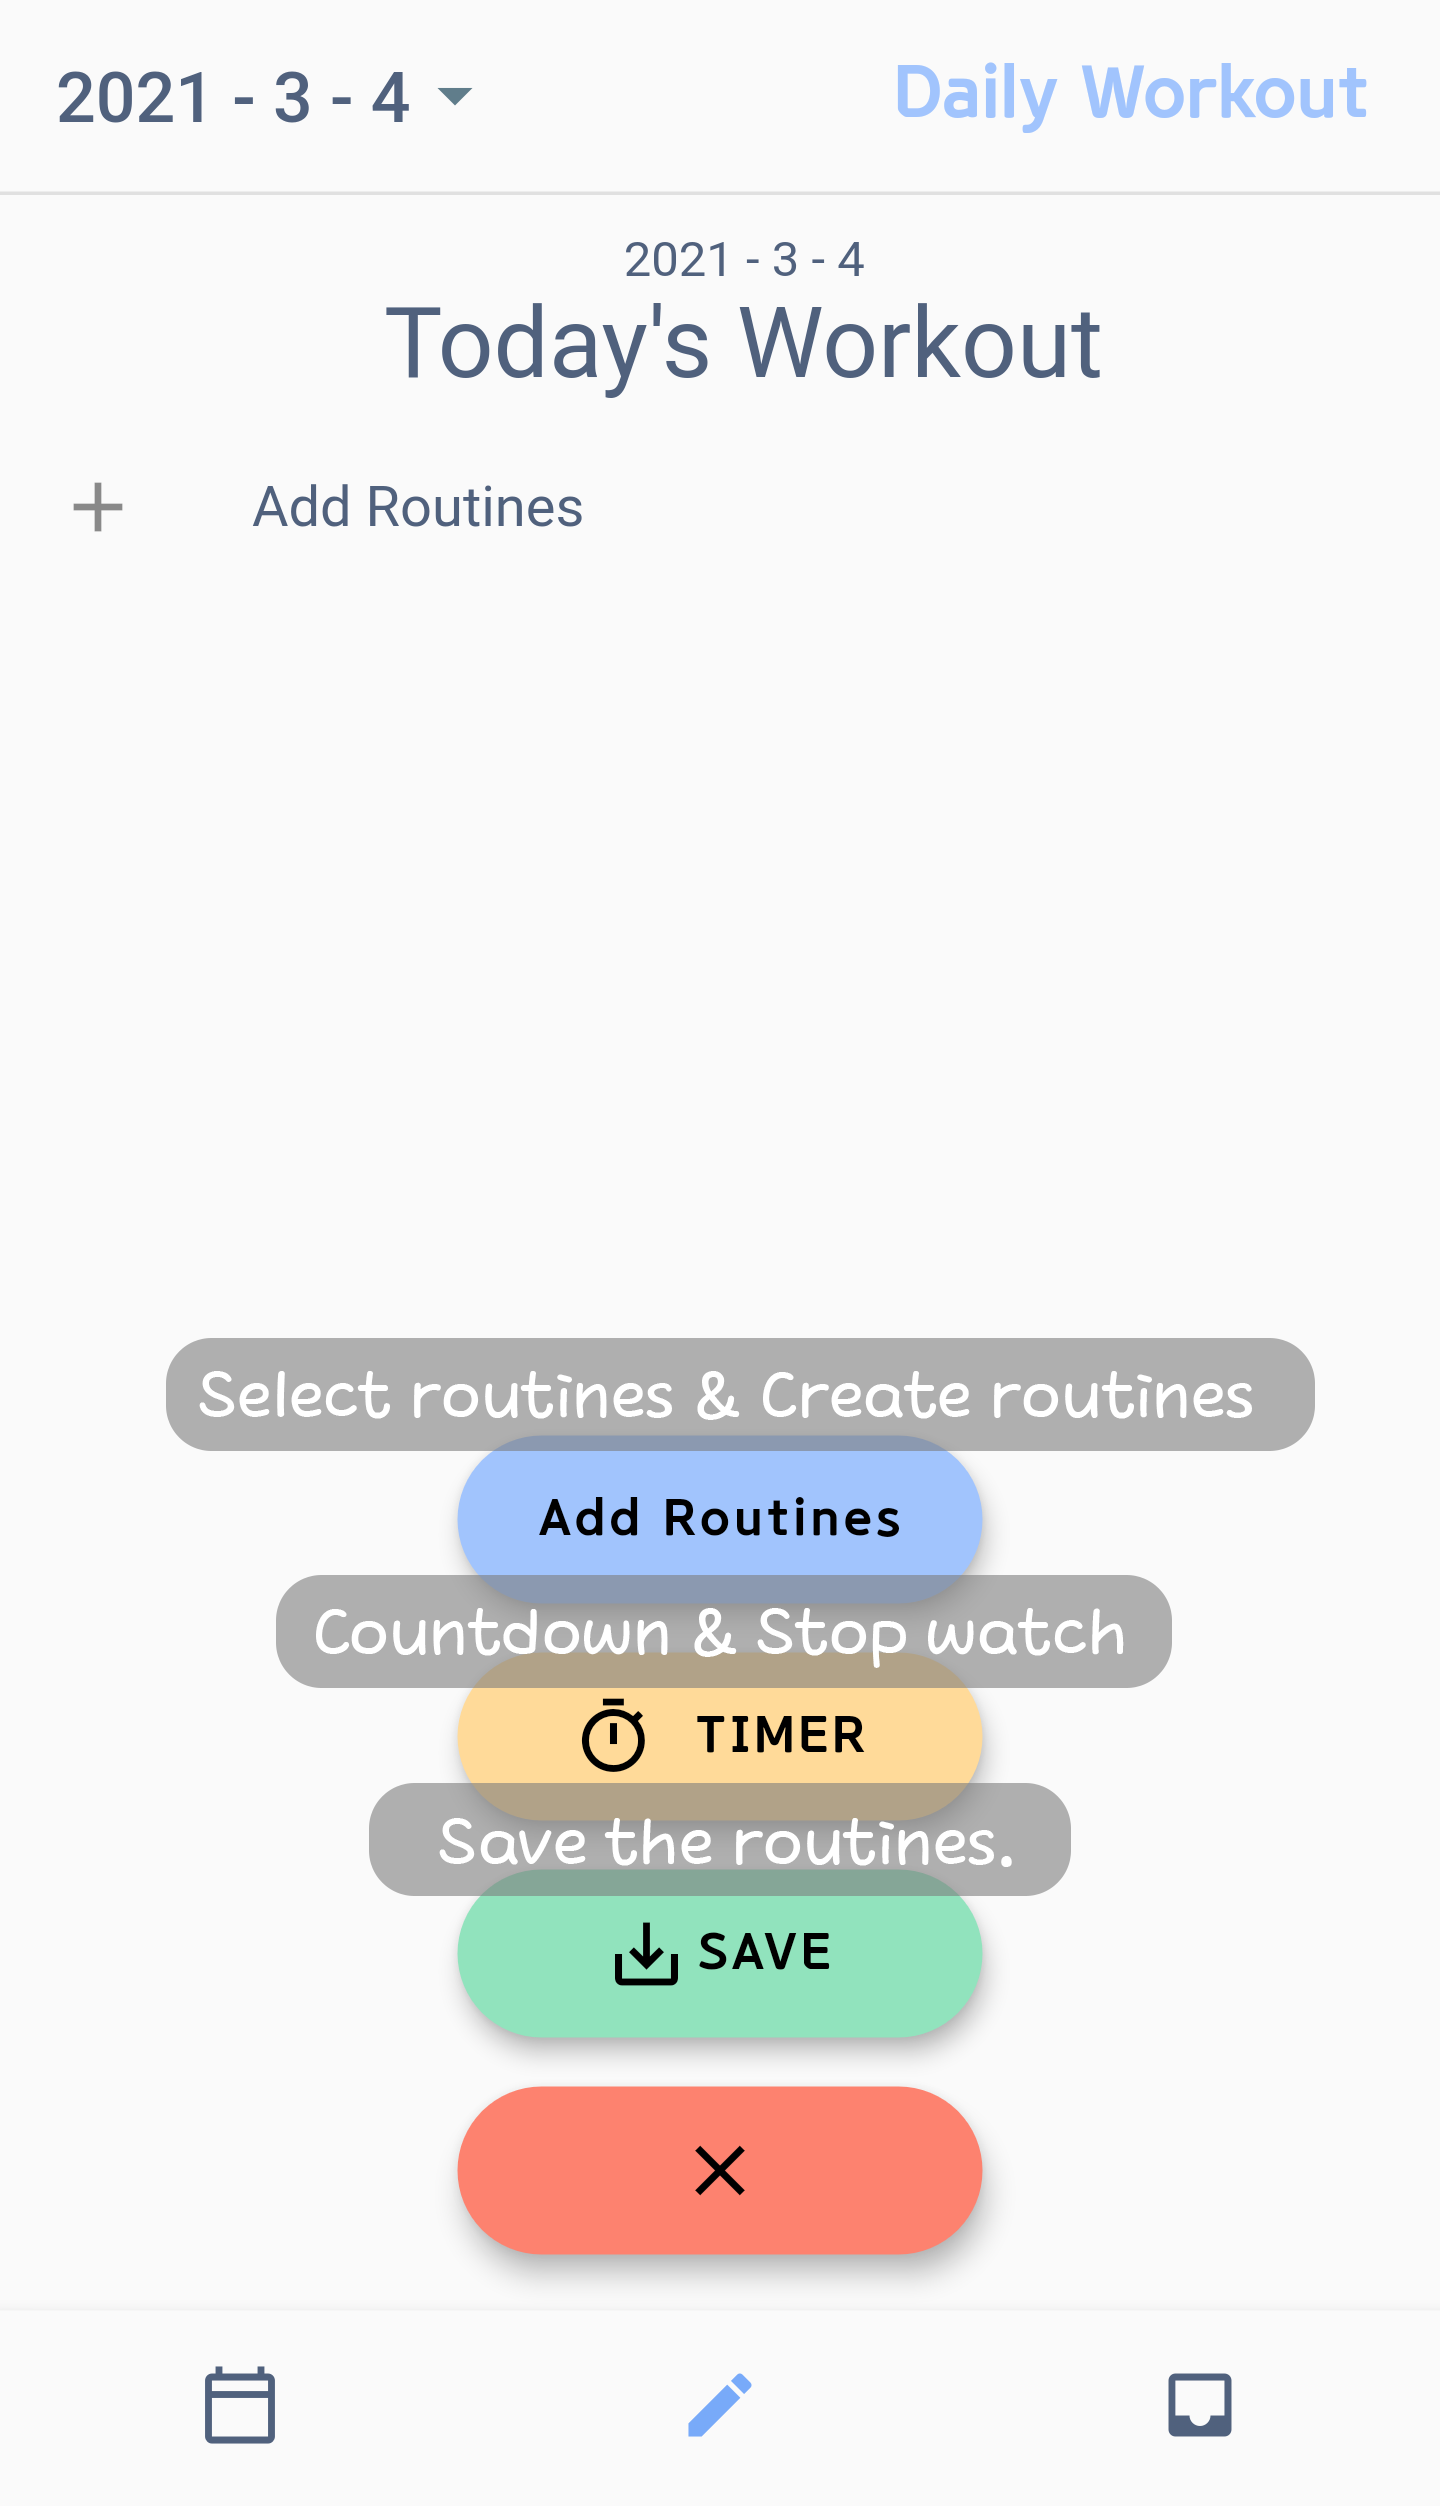 2021 - 3 - 4
Daily Workout
2021 - 3 - 4
Today's Workout
Add Routines
Select routines & Create routines
Add Routines
Countdown & Stop watch
TIMER
Save the routines.
SAVE